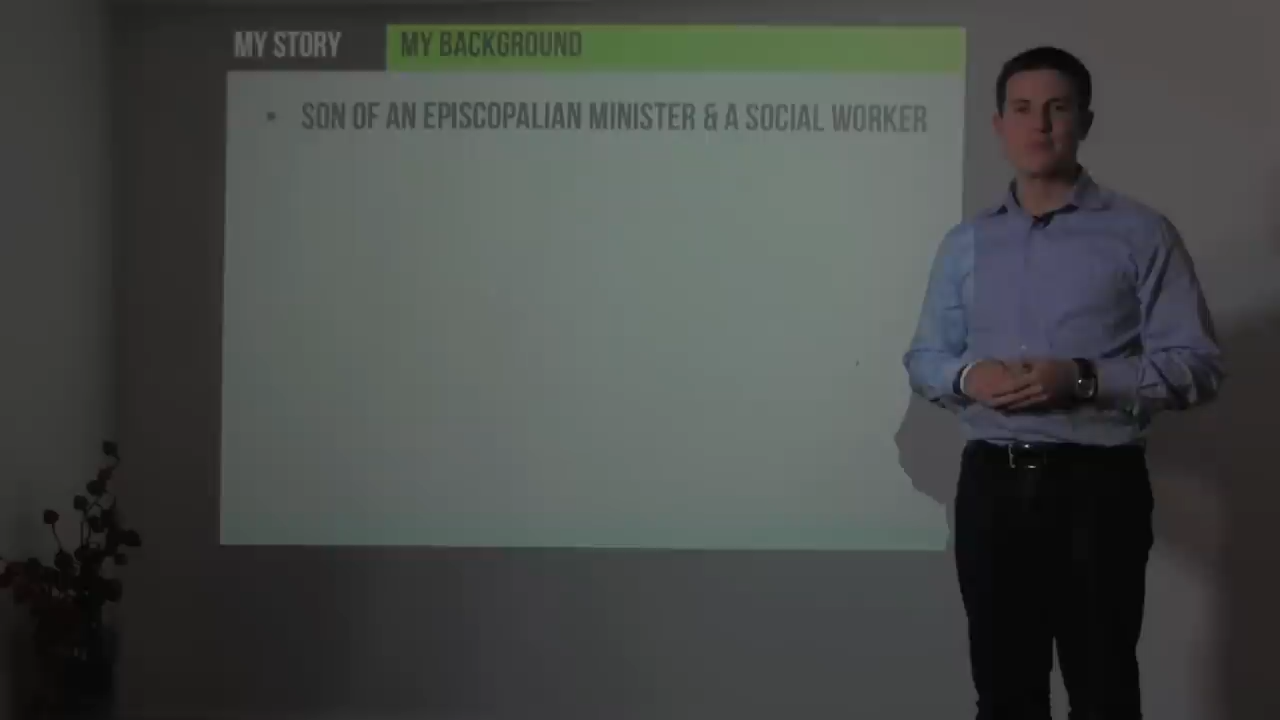 MY STORY
MY BACKGROUND
SON OF AN EPISCOPALIAN MINISTER & A SOCIAL WORKER